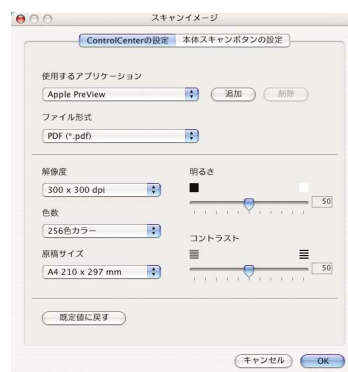 スキャンイメージ
ControlCenterの設定 本体スキャンボタンの設定
使用するアプリケーション
Apple PreView 追加 削除
ファイル形式
PDF (*.pdf)
解像度 明るさ
300 x 300 dpi
50
色数
256色カラー
コントラスト
原稿サイズ
A4 210 x 297 mm 50
既定値に戻す
キャンセル OK